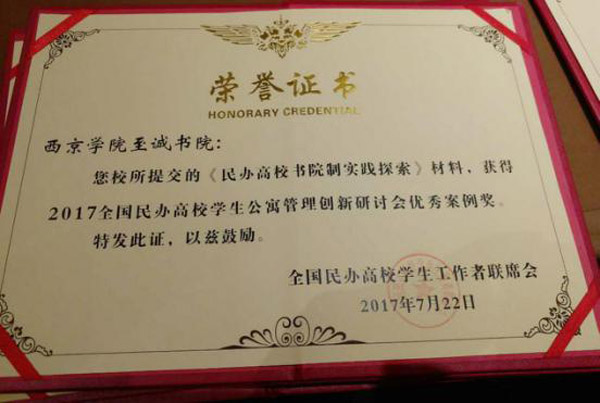 荣誉证书
HONORARY CREDENTIAL
西京学院至诚书院：
您校所提交的《民办高校书院制实践探索》材料，获得
2017全国民办高校学生公寓管理创新研讨会优秀案例奖。
特发此证，以兹鼓励。
全国民办高校学生工作者联席会
2017年7月22日